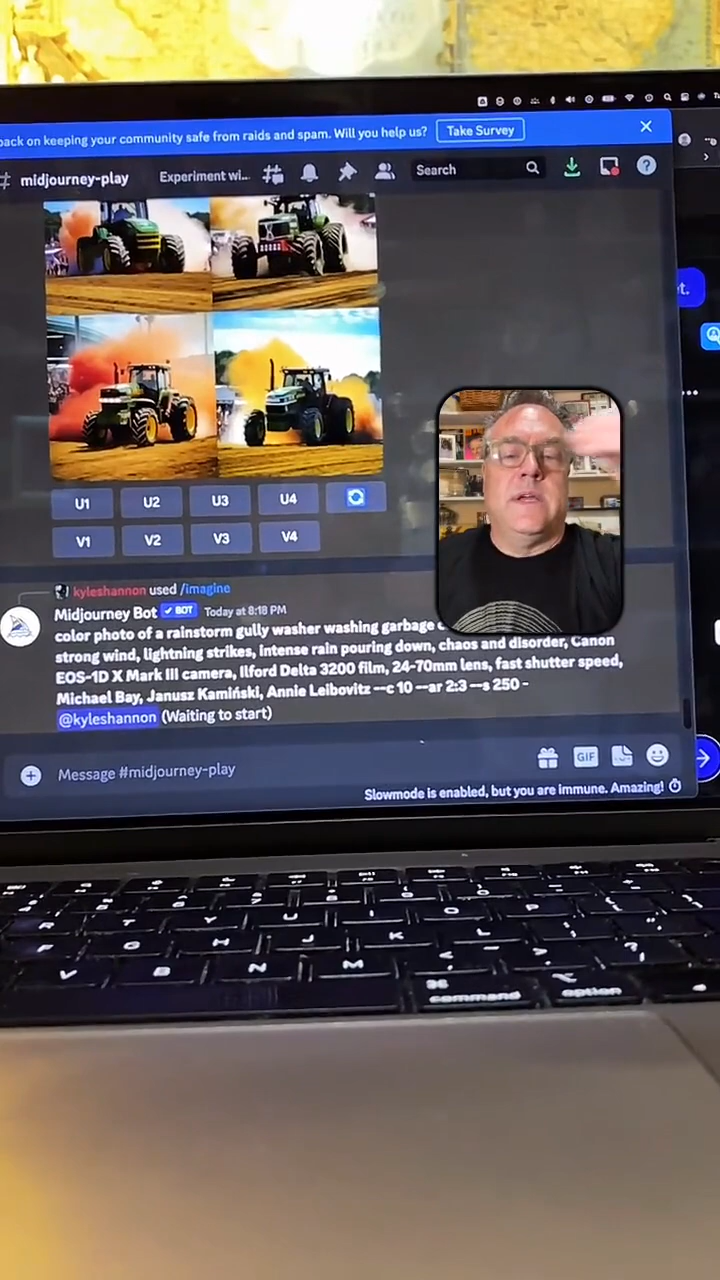 back on keeping your community safe from raids and spam. Will you help us? Take Survey
midjourney-play Experiment wi... Search
t.
U1 U2 U3 U4
V1 V2 V3 V4
kyleshannon used /imagine
Midjourney Bot BOT Today at 8:18 PM
color photo of a rainstorm gully washer washing garbage
strong wind, lightning strikes, intense rain pouring down, chaos and disorder, Canon
EOS-1D X Mark III camera, Ilford Delta 3200 film, 24-70mm lens, fast shutter speed,
Michael Bay, Janusz Kamiński, Annie Leibovitz --c 10 --ar 2:3 --s 250 -
@kyleshannon (Waiting to start)
Message #midjourney-play GIF
Slowmode is enabled, but you are immune. Amazing!
R T Y U I O P
F G H J K L
V B N M
command option